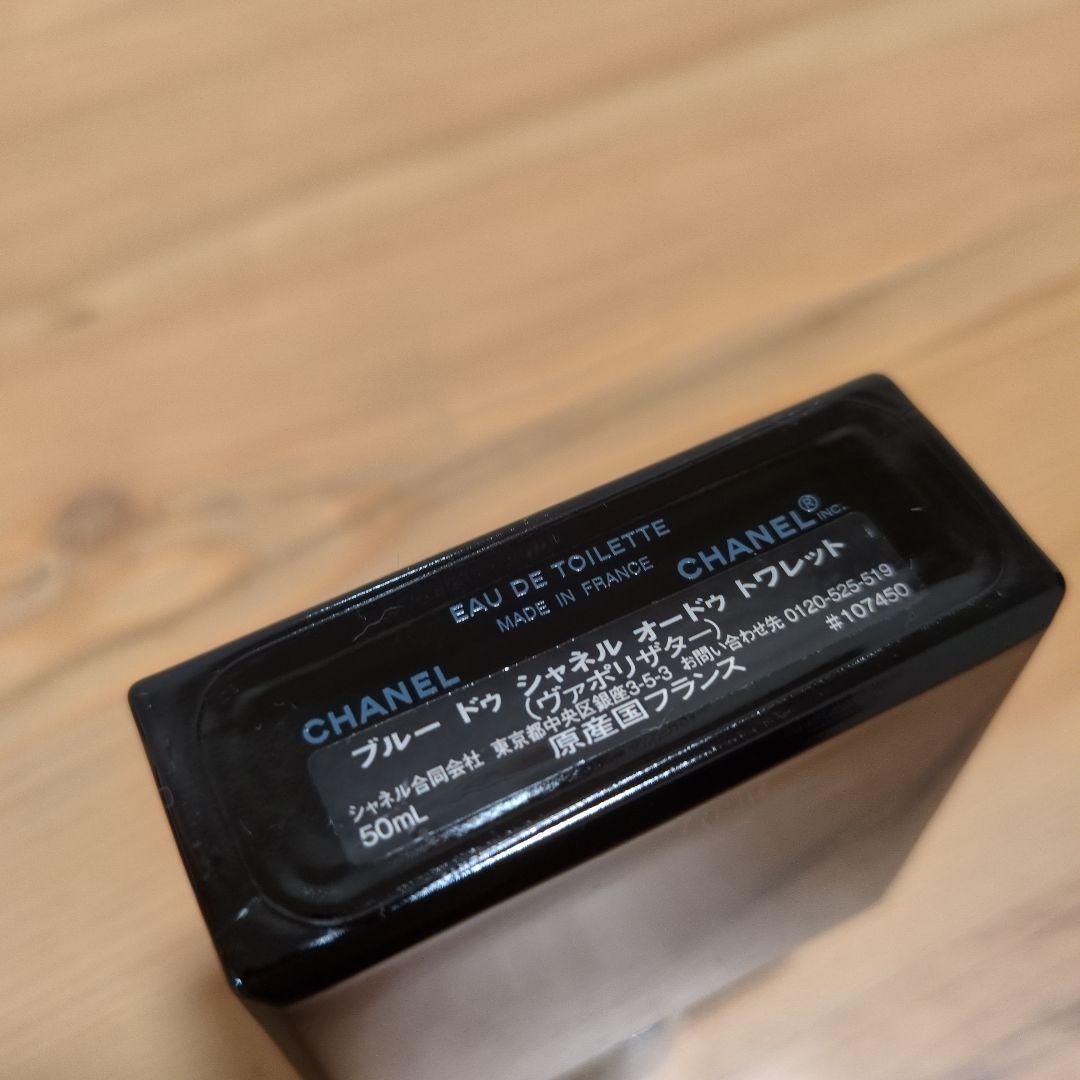 EAU DE TOILETTE
MADE IN FRANCE
CHANEL CHANEL® INC.
ブルー ドゥ シャネル オードゥ トワレット
(ヴァポリザター)
シャネル合同会社 東京都中央区銀座3-5-3 お問い合わせ先 0120-525-519
50mL 原産国フランス #107450